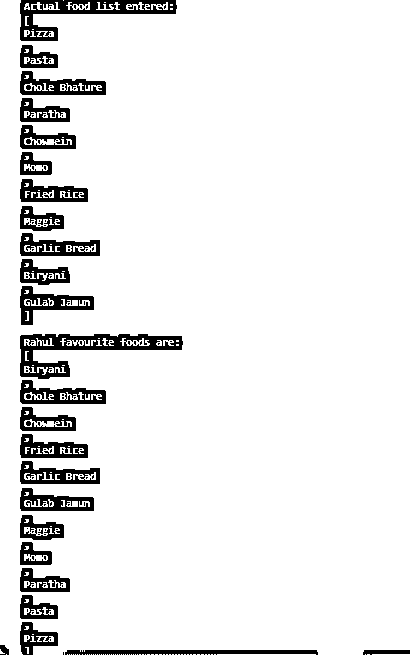 Actual food list entered:
[
Pizza
,
Pasta
,
Chole Bhature
,
Paratha
,
Chowmein
,
Momo
,
Fried Rice
,
Maggie
,
Garlic Bread
,
Biryani
,
Gulab Jamun
]
Rahul favourite foods are:
[
Biryani
,
Chole Bhature
,
Chowmein
,
Fried Rice
,
Garlic Bread
,
Gulab Jamun
,
Maggie
,
Momo
,
Paratha
,
Pasta
,
Pizza
]